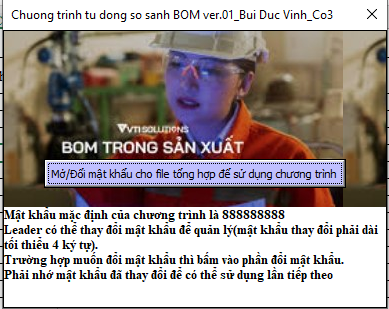 Chuong trinh tu dong so sanh BOM ver.01_Bui Duc Vinh_Co3
VTI SOLUTIONS
BOM TRONG SẢN XUẤT
Mở/Đổi mật khẩu cho file tổng hợp để sử dụng chương trình
Mật khẩu mặc định của chương trình là 888888888
Leader có thể thay đổi mật khẩu để quản lý(mật khẩu thay đổi phải dài
tối thiểu 4 ký tự).
Trường hợp muốn đổi mật khẩu thì bấm vào phần đổi mật khẩu.
Phải nhớ mật khẩu đã thay đổi để có thể sử dụng lần tiếp theo